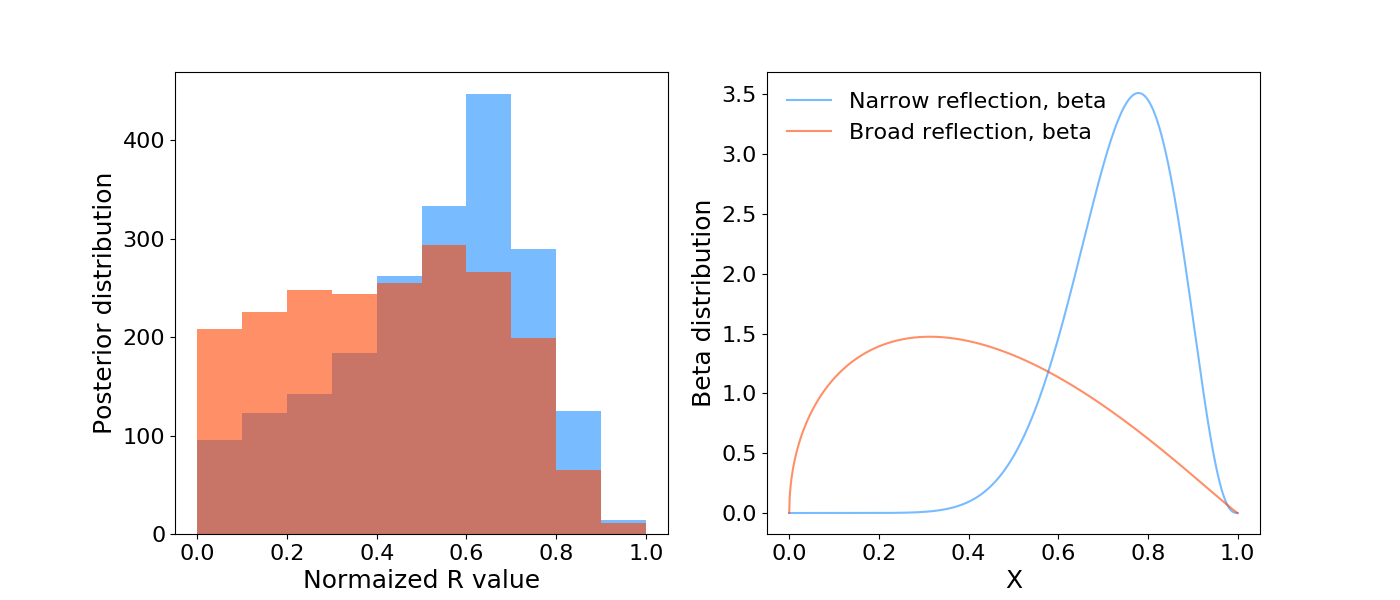 Posterior distribution
400
300
200
100
0
0.0 0.2 0.4 0.6 0.8 1.0
Normaized R value
Beta distribution
3.5
3.0
2.5
2.0
1.5
1.0
0.5
0.0
Narrow reflection, beta
Broad reflection, beta
0.0 0.2 0.4 0.6 0.8 1.0
X